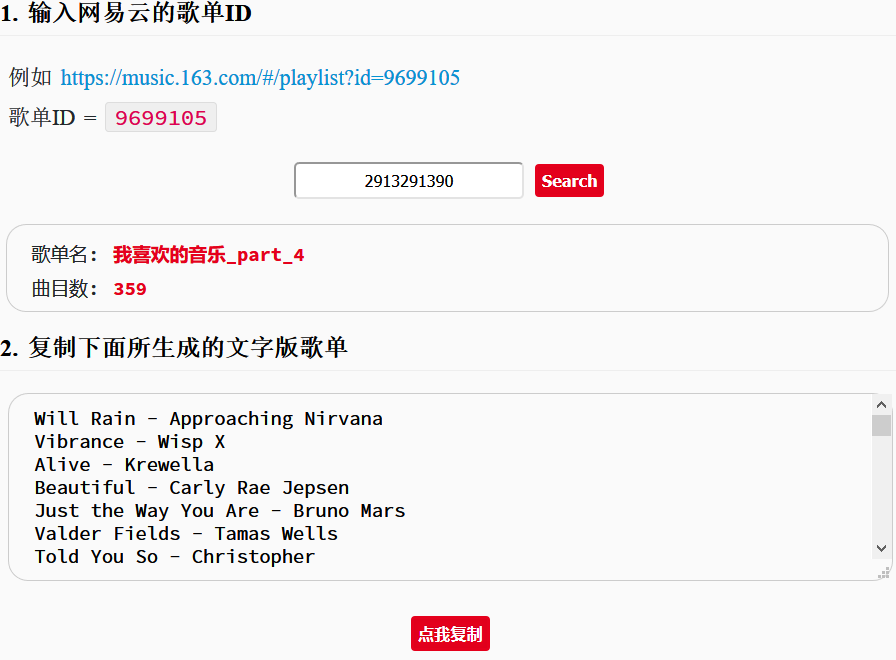 1. 输入网易云的歌单ID
例如 https://music.163.com/#/playlist?id=9699105
歌单ID = 9699105
2913291390 Search
歌单名: 我喜欢的音乐_part_4
曲目数: 359
2. 复制下面所生成的文字版歌单
Will Rain - Approaching Nirvana
Vibrance - Wisp X
Alive - Krewella
Beautiful - Carly Rae Jepsen
Just the Way You Are - Bruno Mars
Valder Fields - Tamas Wells
Told You So - Christopher
点我复制